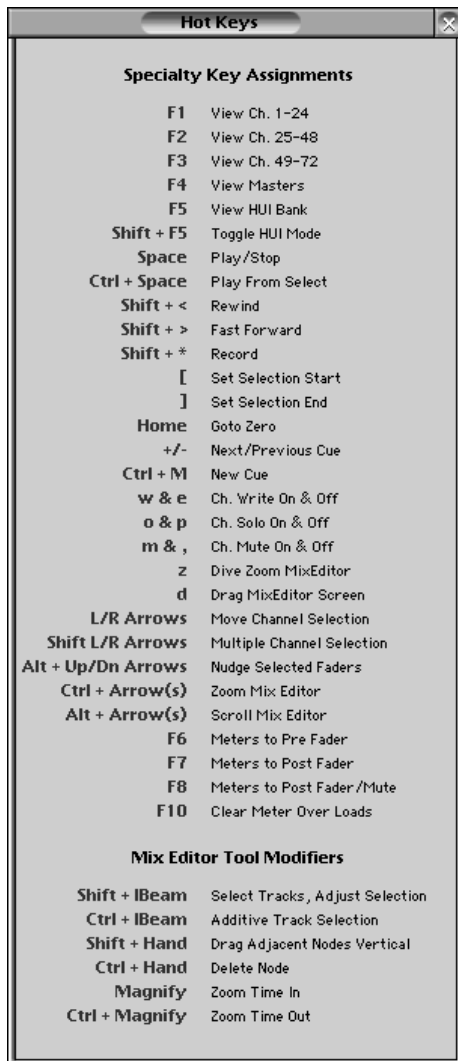 Hot Keys
Specialty Key Assignments
F1 View Ch. 1-24
F2 View Ch. 25-48
F3 View Ch. 49-72
F4 View Masters
F5 View HUI Bank
Shift + F5 Toggle HUI Mode
Space Play/Stop
Ctrl + Space Play From Select
Shift + < Rewind
Shift + > Fast Forward
Shift + * Record
[ Set Selection Start
] Set Selection End
Home Goto Zero
+/- Next/Previous Cue
Ctrl + M New Cue
w & e Ch. Write On & Off
o & p Ch. Solo On & Off
m & , Ch. Mute On & Off
z Dive Zoom MixEditor
d Drag MixEditor Screen
L/R Arrows Move Channel Selection
Shift L/R Arrows Multiple Channel Selection
Alt + Up/Dn Arrows Nudge Selected Faders
Ctrl + Arrow(s) Zoom Mix Editor
Alt + Arrow(s) Scroll Mix Editor
F6 Meters to Pre Fader
F7 Meters to Post Fader
F8 Meters to Post Fader/Mute
F10 Clear Meter Over Loads
Mix Editor Tool Modifiers
Shift + IBeam Select Tracks, Adjust Selection
Ctrl + IBeam Additive Track Selection
Shift + Hand Drag Adjacent Nodes Vertical
Ctrl + Hand Delete Node
Magnify Zoom Time In
Ctrl + Magnify Zoom Time Out